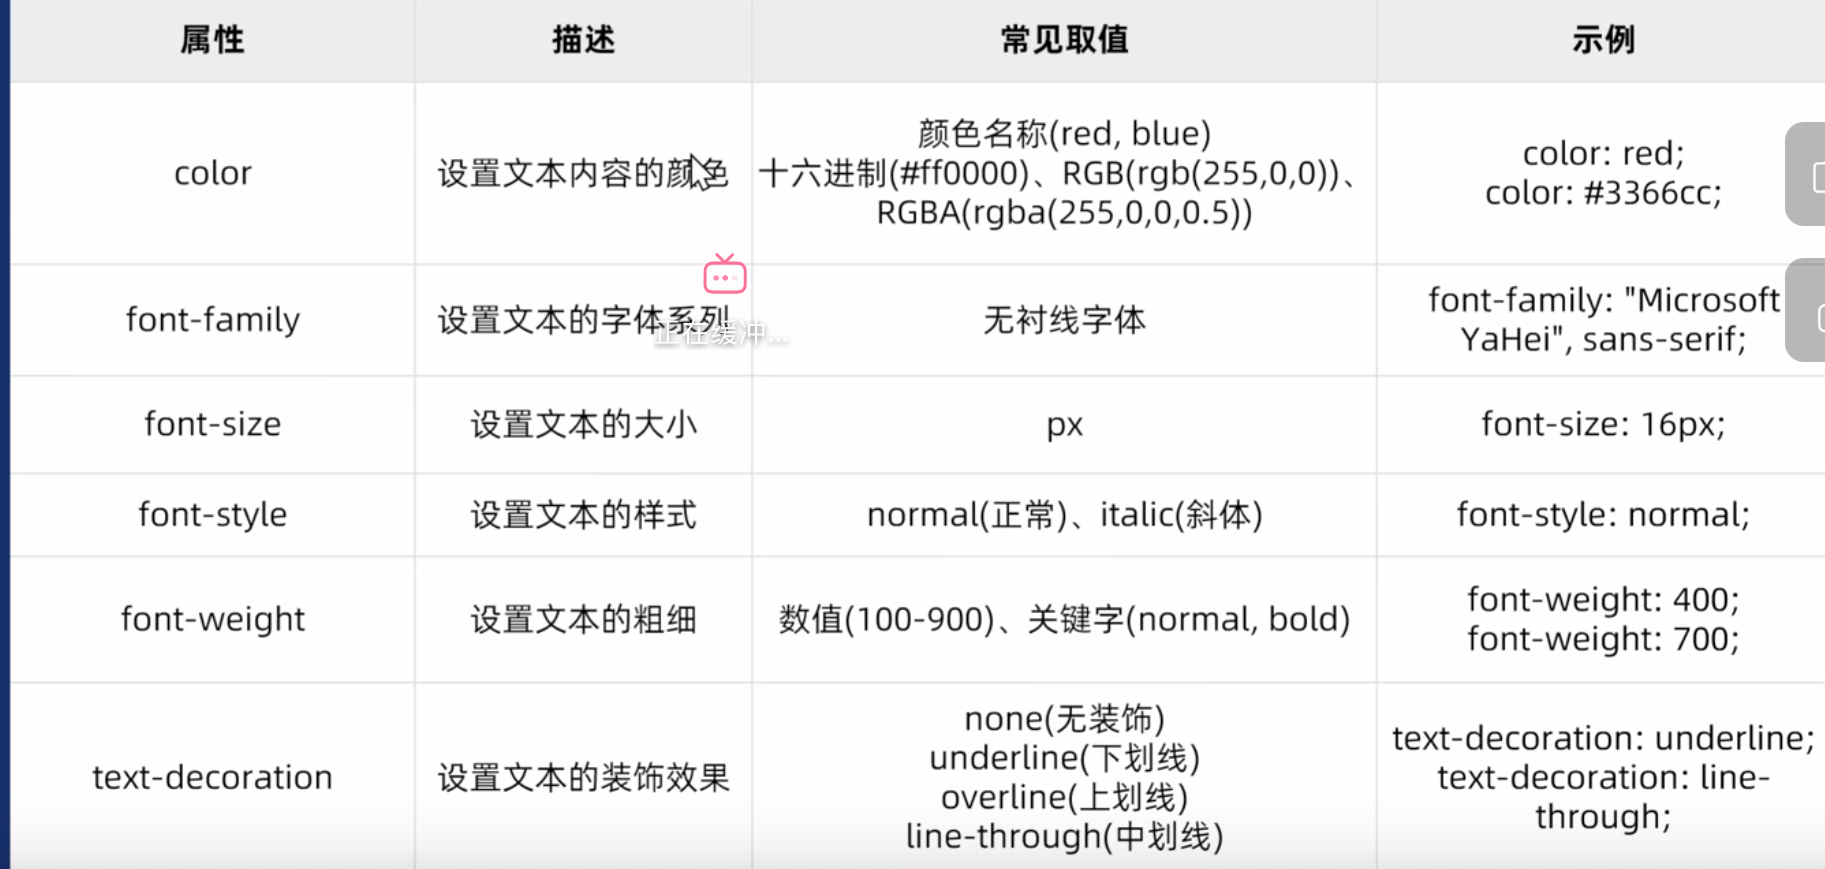 属性
描述
常见取值
示例
color
设置文本内容的颜色
颜色名称(red, blue)
十六进制(#ff0000)、RGB(rgb(255,0,0))、
RGBA(rgba(255,0,0,0.5))
color: red;
color: #3366cc;
font-family
设置文本的字体系列
正在缓冲...
无衬线字体
font-family: "Microsoft
YaHei", sans-serif;
font-size
设置文本的大小
px
font-size: 16px;
font-style
设置文本的样式
normal(正常)、italic(斜体)
font-style: normal;
font-weight
设置文本的粗细
数值(100-900)、关键字(normal, bold)
font-weight: 400;
font-weight: 700;
text-decoration
设置文本的装饰效果
none(无装饰)
underline(下划线)
overline(上划线)
line-through(中划线)
text-decoration: underline;
text-decoration: line-
through;